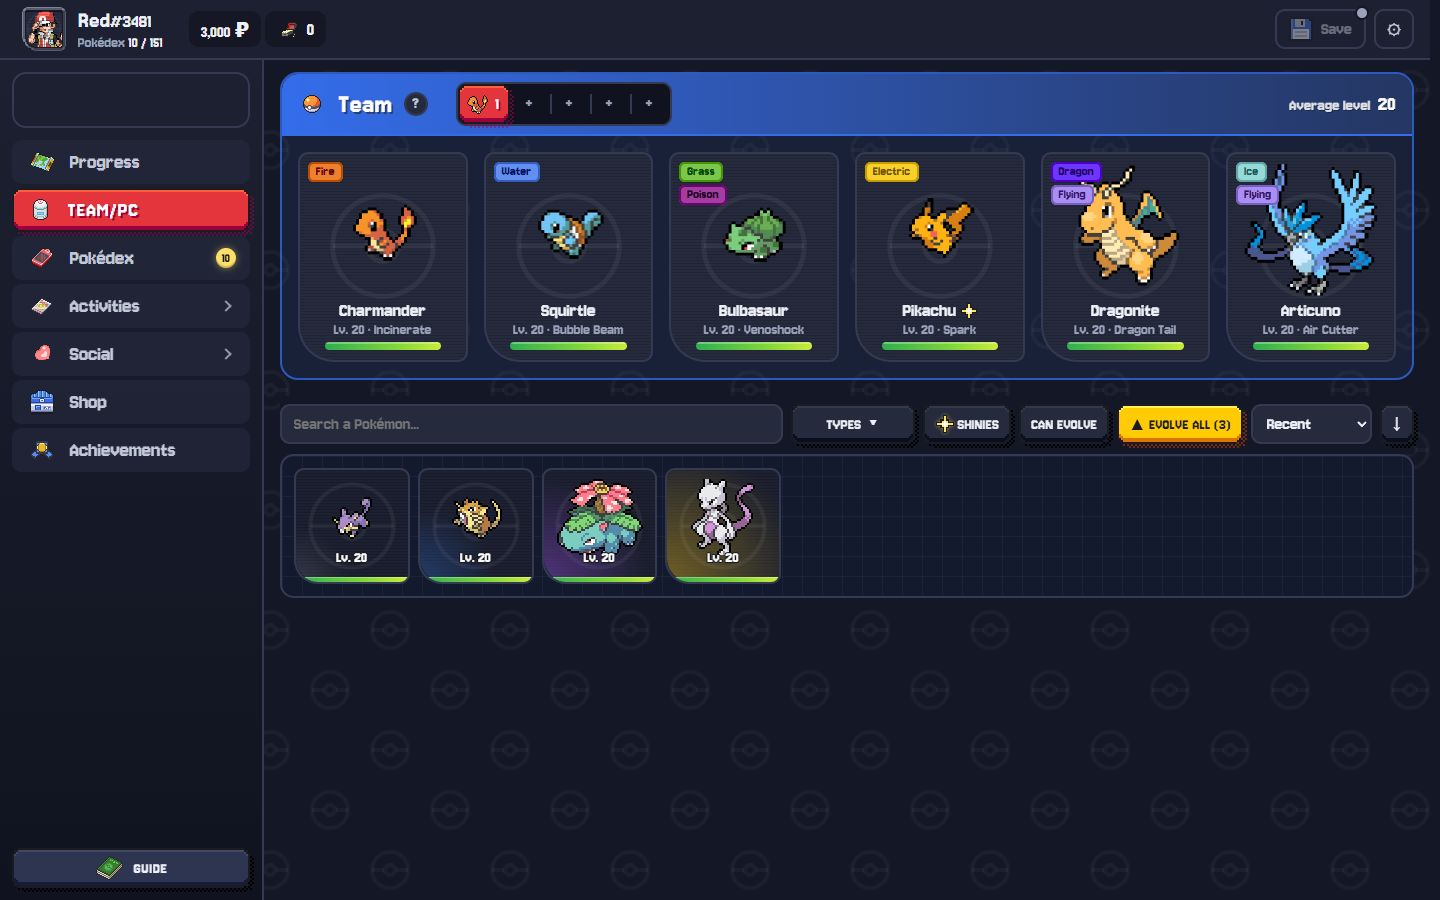 Red#3481
Pokédex 10 / 151
3,000 ₽
0
Save
Progress
TEAM/PC
Pokédex
10
Activities
Social
Shop
Achievements
GUIDE
Team
?
1
+ + + +
Average level 20
Fire
Charmander
Lv. 20 · Incinerate
Water
Squirtle
Lv. 20 · Bubble Beam
Grass
Poison
Bulbasaur
Lv. 20 · Venoshock
Electric
Pikachu
Lv. 20 · Spark
Dragon
Flying
Dragonite
Lv. 20 · Dragon Tail
Ice
Flying
Articuno
Lv. 20 · Air Cutter
Search a Pokémon...
TYPES ▼
SHINIES
CAN EVOLVE
▲ EVOLVE ALL (3)
Recent
↓
Lv. 20
Lv. 20
Lv. 20
Lv. 20